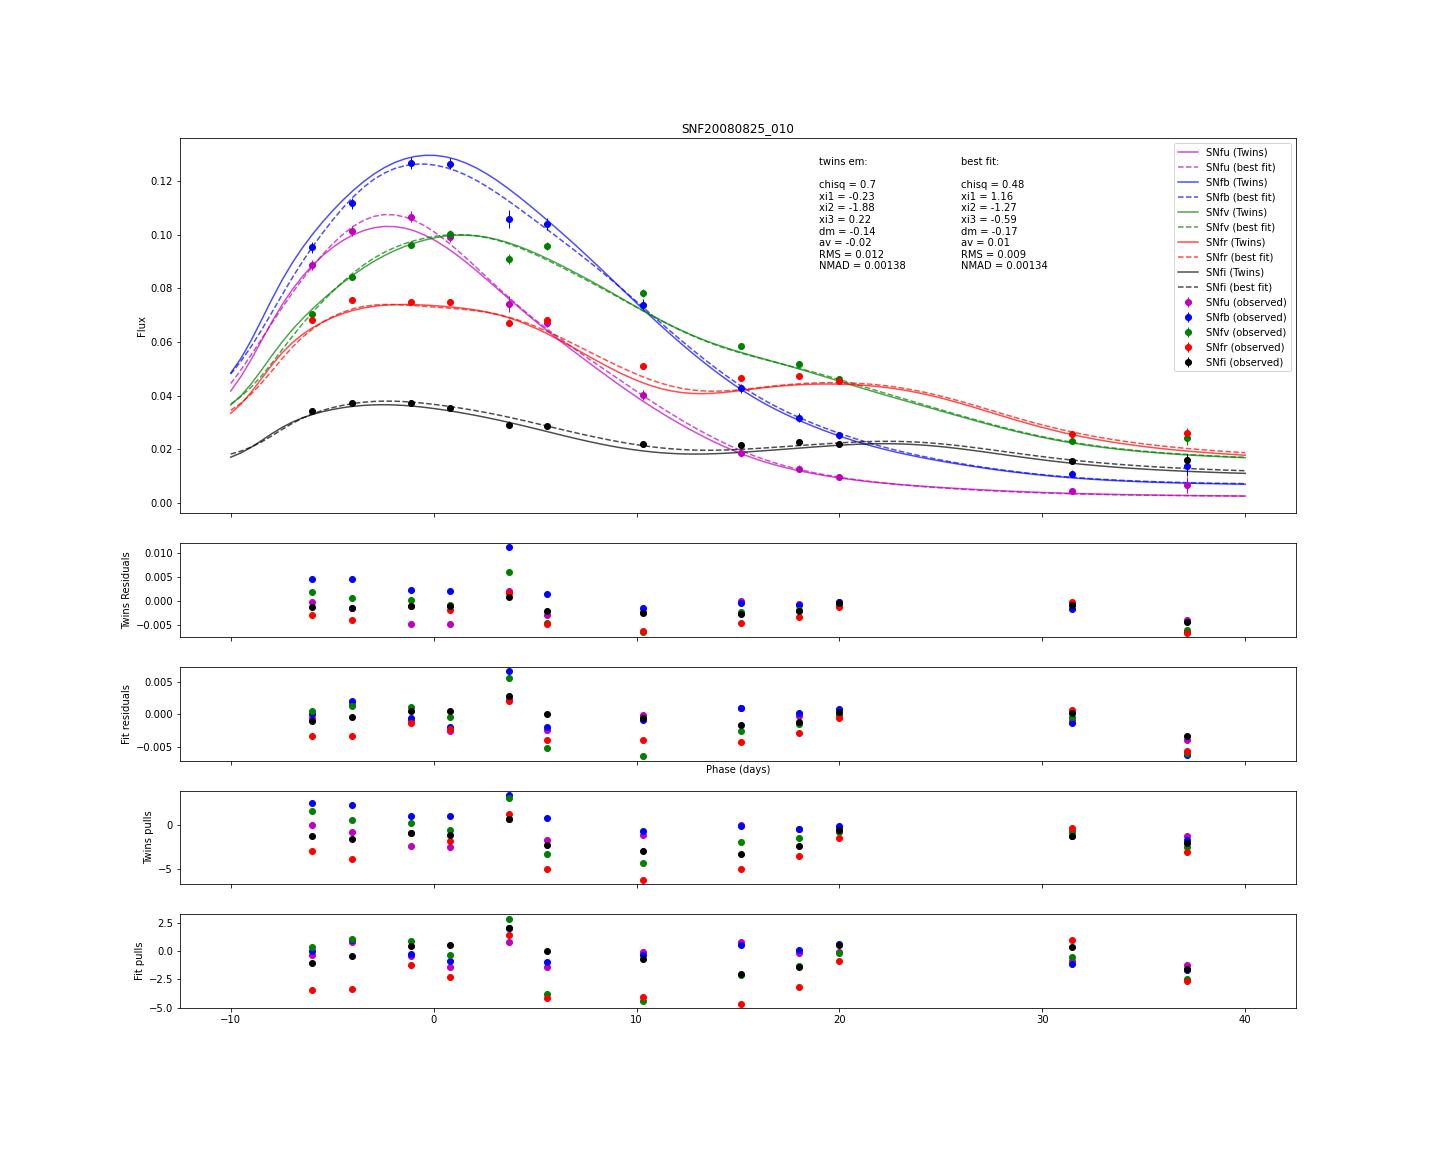 SNF20080825_010
Flux
0.12
0.10
0.08
0.06
0.04
0.02
0.00
twins em:
chisq = 0.7
xi1 = -0.23
xi2 = -1.88
xi3 = 0.22
dm = -0.14
av = -0.02
RMS = 0.012
NMAD = 0.00138
best fit:
chisq = 0.48
xi1 = 1.16
xi2 = -1.27
xi3 = -0.59
dm = -0.17
av = 0.01
RMS = 0.009
NMAD = 0.00134
SNfu (Twins)
SNfu (best fit)
SNfb (Twins)
SNfb (best fit)
SNfv (Twins)
SNfv (best fit)
SNfr (Twins)
SNfr (best fit)
SNfi (Twins)
SNfi (best fit)
SNfu (observed)
SNfb (observed)
SNfv (observed)
SNfr (observed)
SNfi (observed)
Twins Residuals
0.010
0.005
0.000
−0.005
Fit residuals
0.005
0.000
−0.005
Phase (days)
Twins pulls
0
−5
Fit pulls
2.5
0.0
−2.5
−5.0
−10
0
10
20
30
40